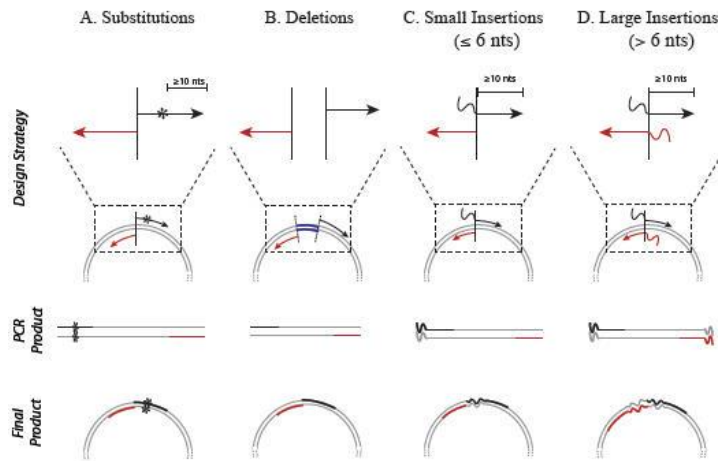 A. Substitutions
B. Deletions
C. Small Insertions
(≤ 6 nts)
D. Large Insertions
(> 6 nts)
≥10 nts
≥10 nts
≥10 nts
Design Strategy
PCR
Product
Final
Product